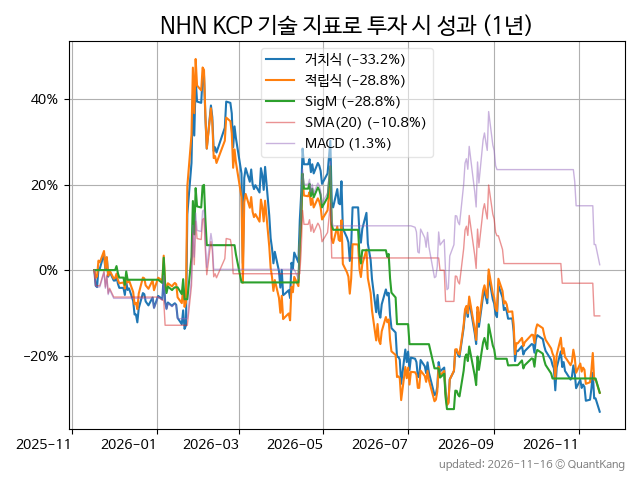 NHN KCP 기술 지표로 투자 시 성과 (1년)
거치식 (−33.2%)
적립식 (−28.8%)
SigM (−28.8%)
SMA(20) (−10.8%)
MACD (1.3%)
40%
20%
0%
−20%
2025-11 2026-01 2026-03 2026-05 2026-07 2026-09 2026-11
updated: 2026-11-16 © QuantKang